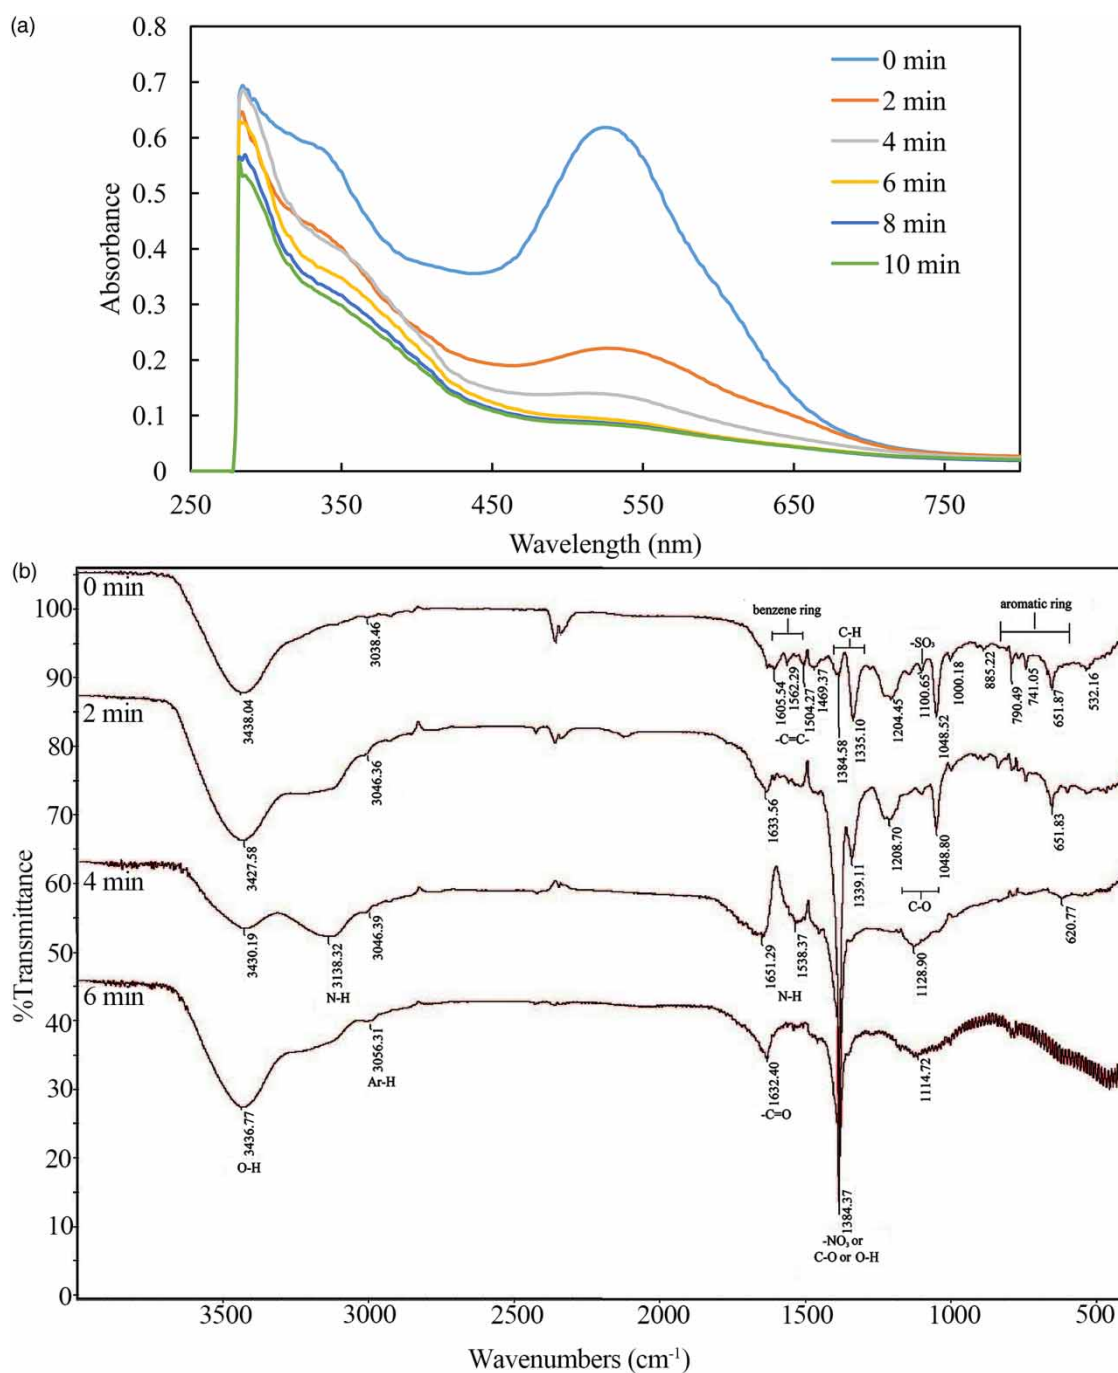 (a)
0.8
0.7
0.6
0.5
0.4
0.3
0.2
0.1
0
Absorbance
0 min
2 min
4 min
6 min
8 min
10 min
250
350
450
550
650
750
Wavelength (nm)
(b)
0 min
2 min
4 min
6 min
100
90
80
70
60
50
40
30
20
10
0
%Transmittance
benzene ring
C-H
-SO₃
aromatic ring
3438.04
3038.46
1605.54
1562.29
1504.27
1469.37
-C=C-
1384.58
1335.10
1204.45
1100.65
1048.52
1000.18
885.22
790.49
741.05
651.87
532.16
3427.58
3046.36
1633.56
1339.11
1208.70
1048.80
651.83
C-O
3430.19
3138.32
N-H
3046.39
1651.29
1538.37
N-H
1128.90
620.77
3436.77
O-H
3056.31
Ar-H
1632.40
-C=O
1384.37
-NO₃ or
C-O or O-H
1114.72
3500
3000
2500
2000
1500
1000
500
Wavenumbers (cm⁻¹)